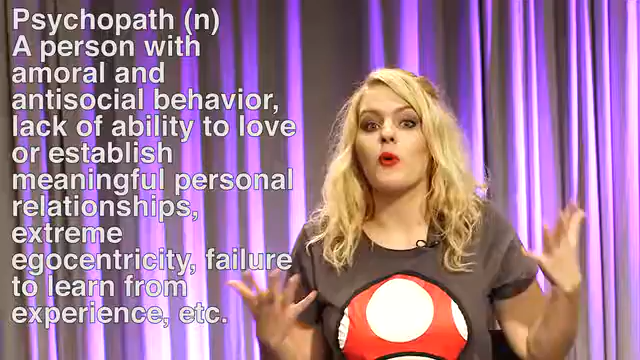 Psychopath (n)
A person with
amoral and
antisocial behavior,
lack of ability to love
or establish
meaningful personal
relationships,
extreme
egocentricity, failure
to learn from
experience, etc.